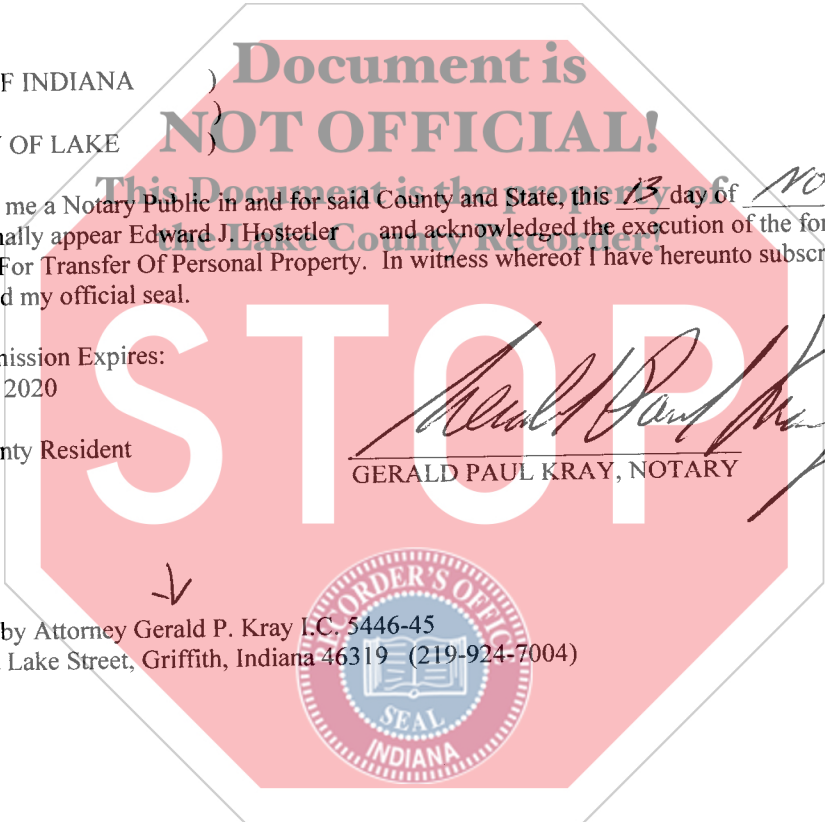 Document is
NOT OFFICIAL!
This Document is the property of
the Lake County Recorder!
F INDIANA )
)
Y OF LAKE )
me a Notary Public in and for said County and State, this 13 day of NO
nally appear Edward J. Hostetler and acknowledged the execution of the for
For Transfer Of Personal Property. In witness whereof I have hereunto subscr
d my official seal.
nission Expires:
2020
nty Resident
Gerald Paul Kray
GERALD PAUL KRAY, NOTARY
STOP
by Attorney Gerald P. Kray I.C. 5446-45
Lake Street, Griffith, Indiana 46319 (219-924-7004)
RECORDER'S OFFICE
SEAL
INDIANA